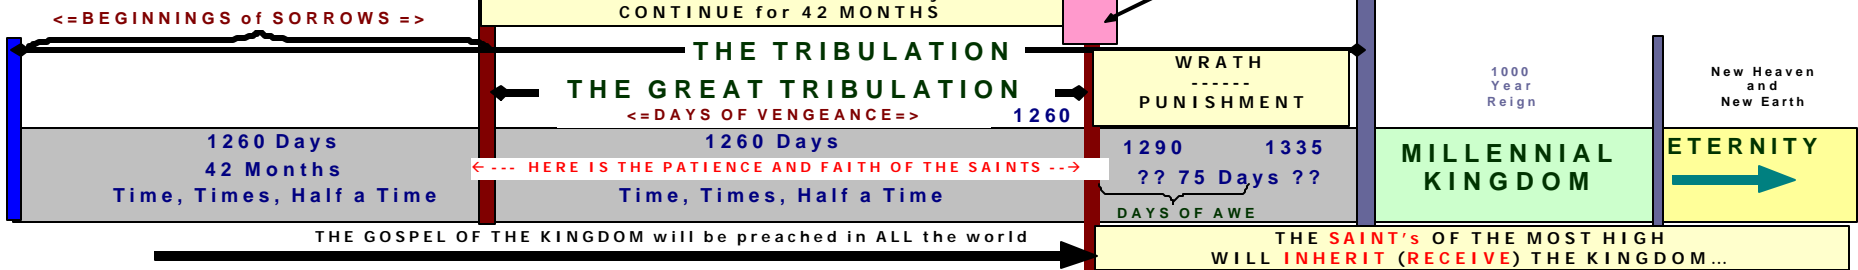 <=BEGINNINGS of SORROWS =>
CONTINUE for 42 MONTHS
THE TRIBULATION
THE GREAT TRIBULATION
<=DAYS OF VENGEANCE=>
1260
WRATH
------
PUNISHMENT
1000
Year
Reign
New Heaven
and
New Earth
1260 Days
42 Months
Time, Times, Half a Time
1260 Days
← --- HERE IS THE PATIENCE AND FAITH OF THE SAINTS ---→
Time, Times, Half a Time
1290 1335
?? 75 Days ??
DAYS OF AWE
MILLENNIAL
KINGDOM
ETERNITY
THE GOSPEL OF THE KINGDOM will be preached in ALL the world
THE SAINT's OF THE MOST HIGH
WILL INHERIT (RECEIVE) THE KINGDOM...